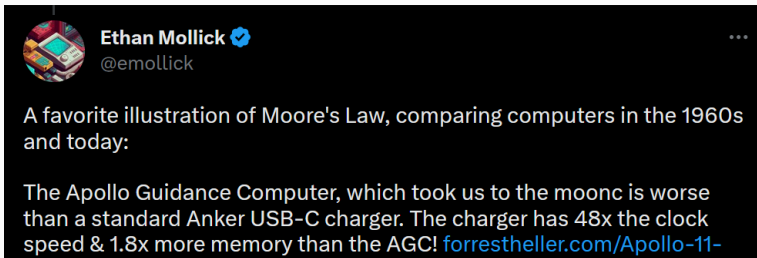 Ethan Mollick
@emollick
A favorite illustration of Moore's Law, comparing computers in the 1960s
and today:
The Apollo Guidance Computer, which took us to the moonc is worse
than a standard Anker USB-C charger. The charger has 48x the clock
speed & 1.8x more memory than the AGC! forrestheller.com/Apollo-11-